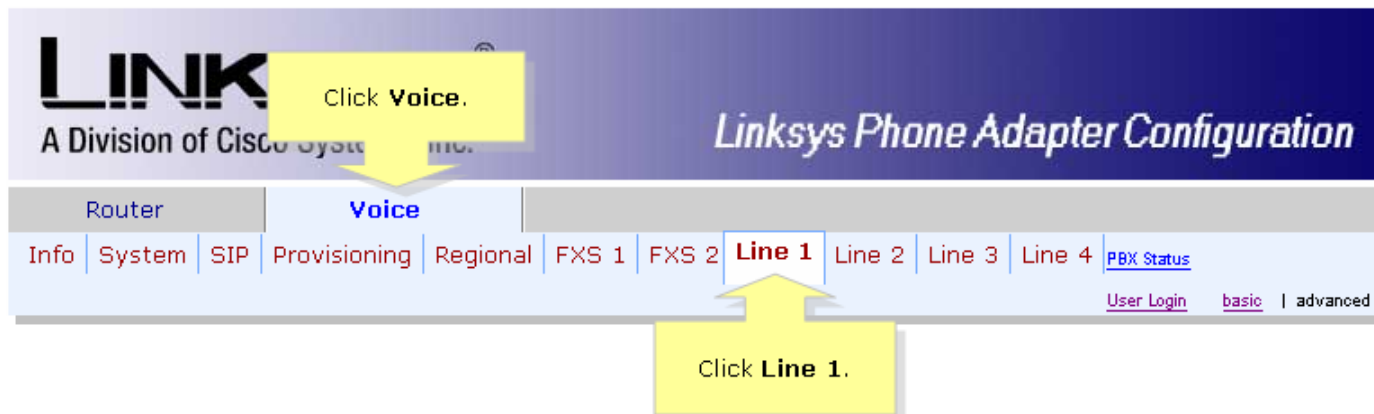 LINK ®
Click Voice.
A Division of Cisco Systems, Inc.
Linksys Phone Adapter Configuration
Router
Voice
Info
System
SIP
Provisioning
Regional
FXS 1
FXS 2
Line 1
Line 2
Line 3
Line 4
PBX Status
User Login
basic | advanced
Click Line 1.